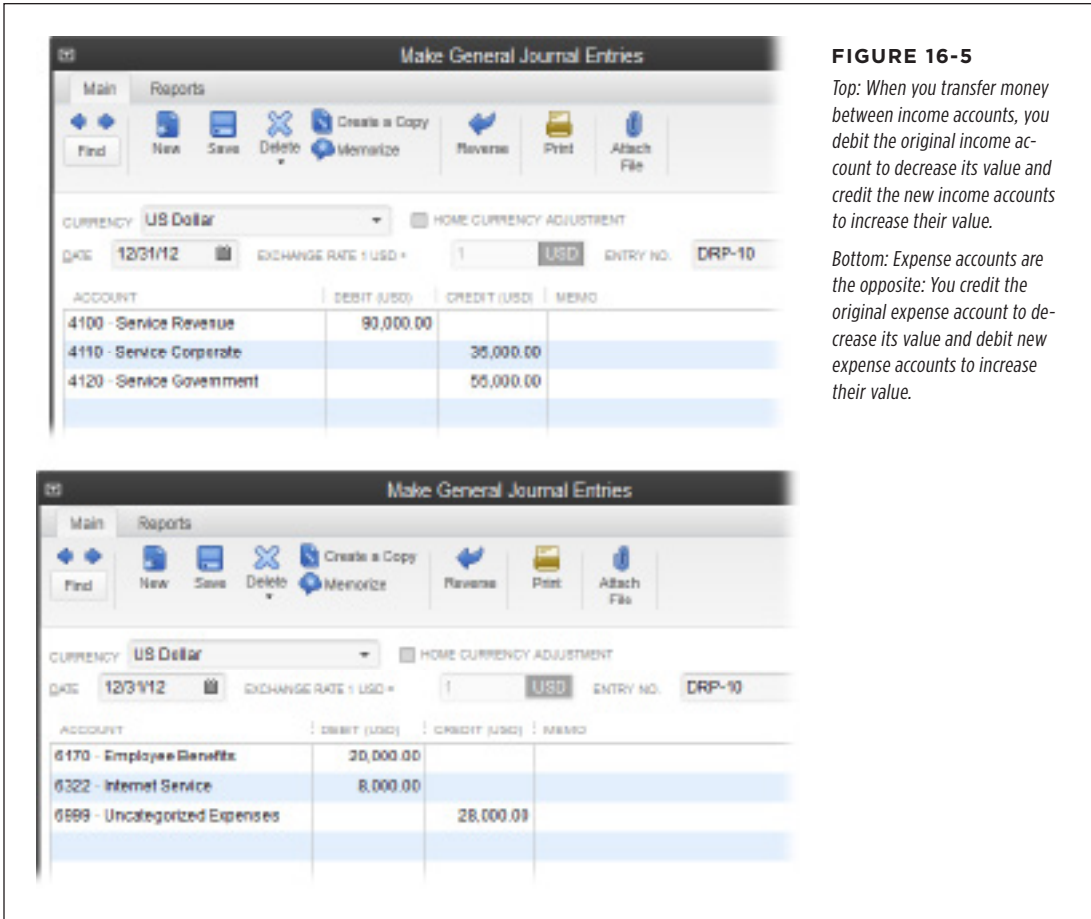 Make General Journal Entries
Main Reports
Find New Save Delete Create a Copy Memorize Reverse Print Attach File
CURRENCY US Dollar HOME CURRENCY ADJUSTMENT
DATE 12/31/12 EXCHANGE RATE 1 USD = 1 USD ENTRY NO. DRP-10
ACCOUNT DEBIT (USD) CREDIT (USD) MEMO
4100 · Service Revenue 90,000.00
4110 · Service Corporate 35,000.00
4120 · Service Government 55,000.00
Make General Journal Entries
Main Reports
Find New Save Delete Create a Copy Memorize Reverse Print Attach File
CURRENCY US Dollar HOME CURRENCY ADJUSTMENT
DATE 12/31/12 EXCHANGE RATE 1 USD = 1 USD ENTRY NO. DRP-10
ACCOUNT DEBIT (USD) CREDIT (USD) MEMO
6170 · Employee Benefits 20,000.00
6322 · Internet Service 8,000.00
6999 · Uncategorized Expenses 28,000.00
FIGURE 16-5
Top: When you transfer money
between income accounts, you
debit the original income ac-
count to decrease its value and
credit the new income accounts
to increase their value.
Bottom: Expense accounts are
the opposite: You credit the
original expense account to de-
crease its value and debit new
expense accounts to increase
their value.